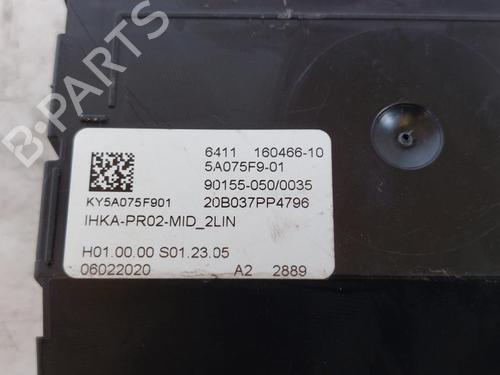 B-PARTS
6411 160466-10
5A075F9-01
KY5A075F901 90155-050/0035
20B037PP4796
IHKA-PR02-MID_2LIN
H01.00.00 S01.23.05
06022020 A2 2889